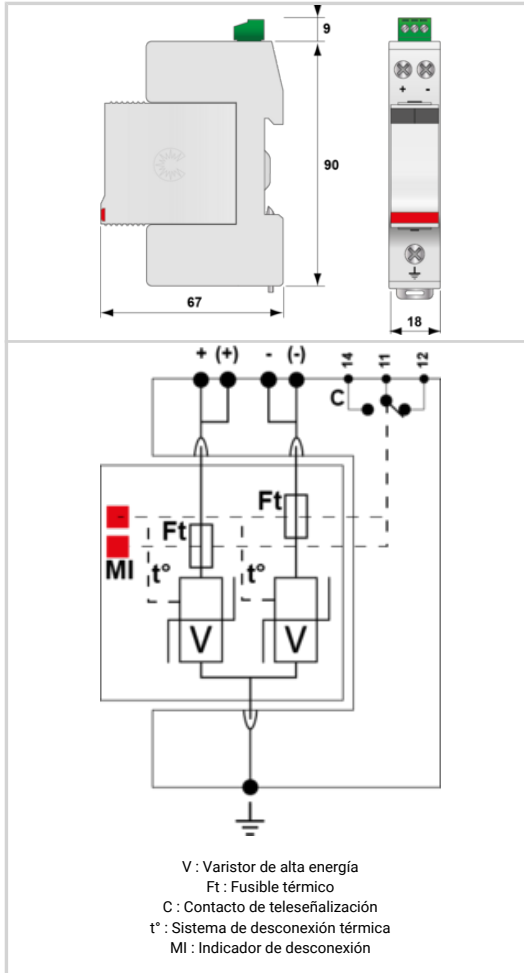 9
90
67
+ -
18
+ (+) - (-) 14 11 12
C
Ft
Ft
MI t° t°
V V
V : Varistor de alta energía
Ft : Fusible térmico
C : Contacto de teleseñalización
t° : Sistema de desconexión térmica
MI : Indicador de desconexión